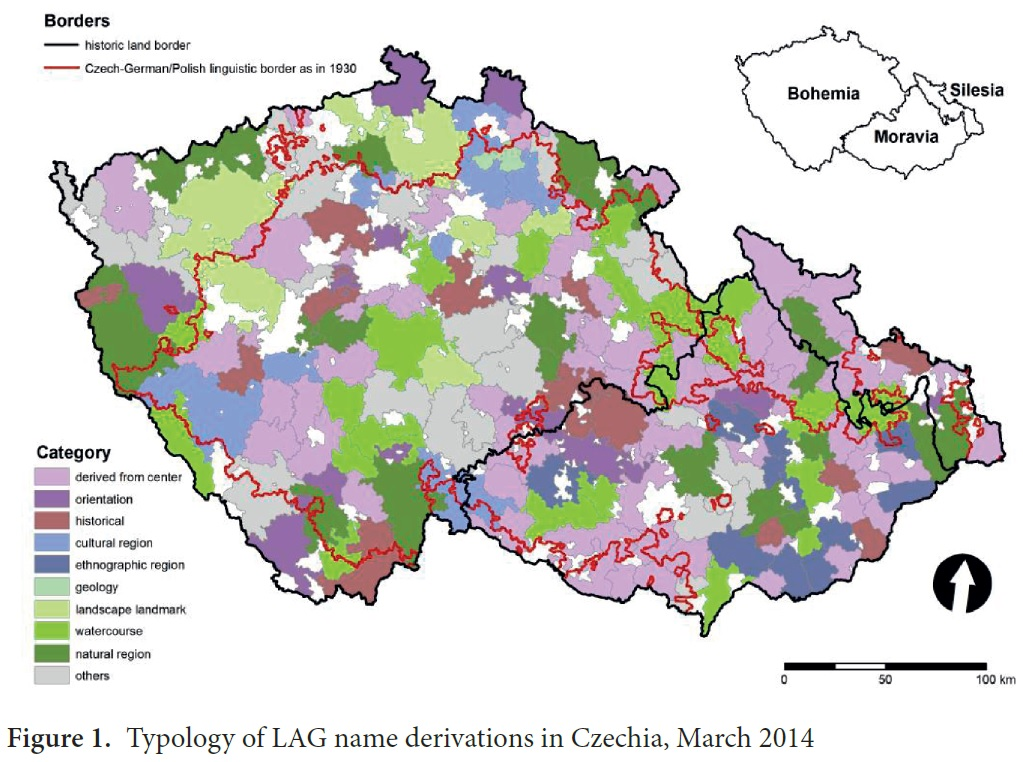 Borders
historic land border
Czech-German/Polish linguistic border as in 1930
Bohemia
Silesia
Moravia
Category
derived from center
orientation
historical
cultural region
ethnographic region
geology
landscape landmark
watercourse
natural region
others
0 50 100 km
Figure 1. Typology of LAG name derivations in Czechia, March 2014